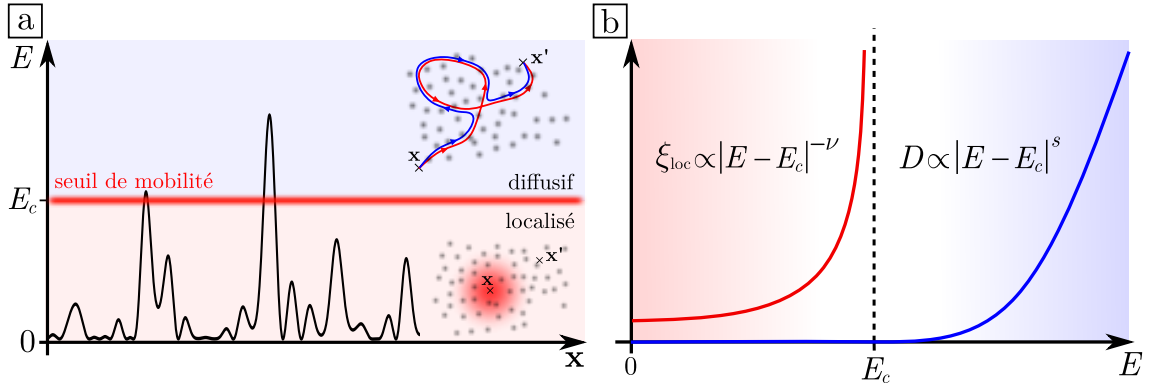 a
E
x'
x
seuil de mobilité
diffusif
E_c
localisé
x'
x
0
x
b
ξ_loc ∝ |E − E_c|^−ν
D ∝ |E − E_c|^s
0
E_c
E